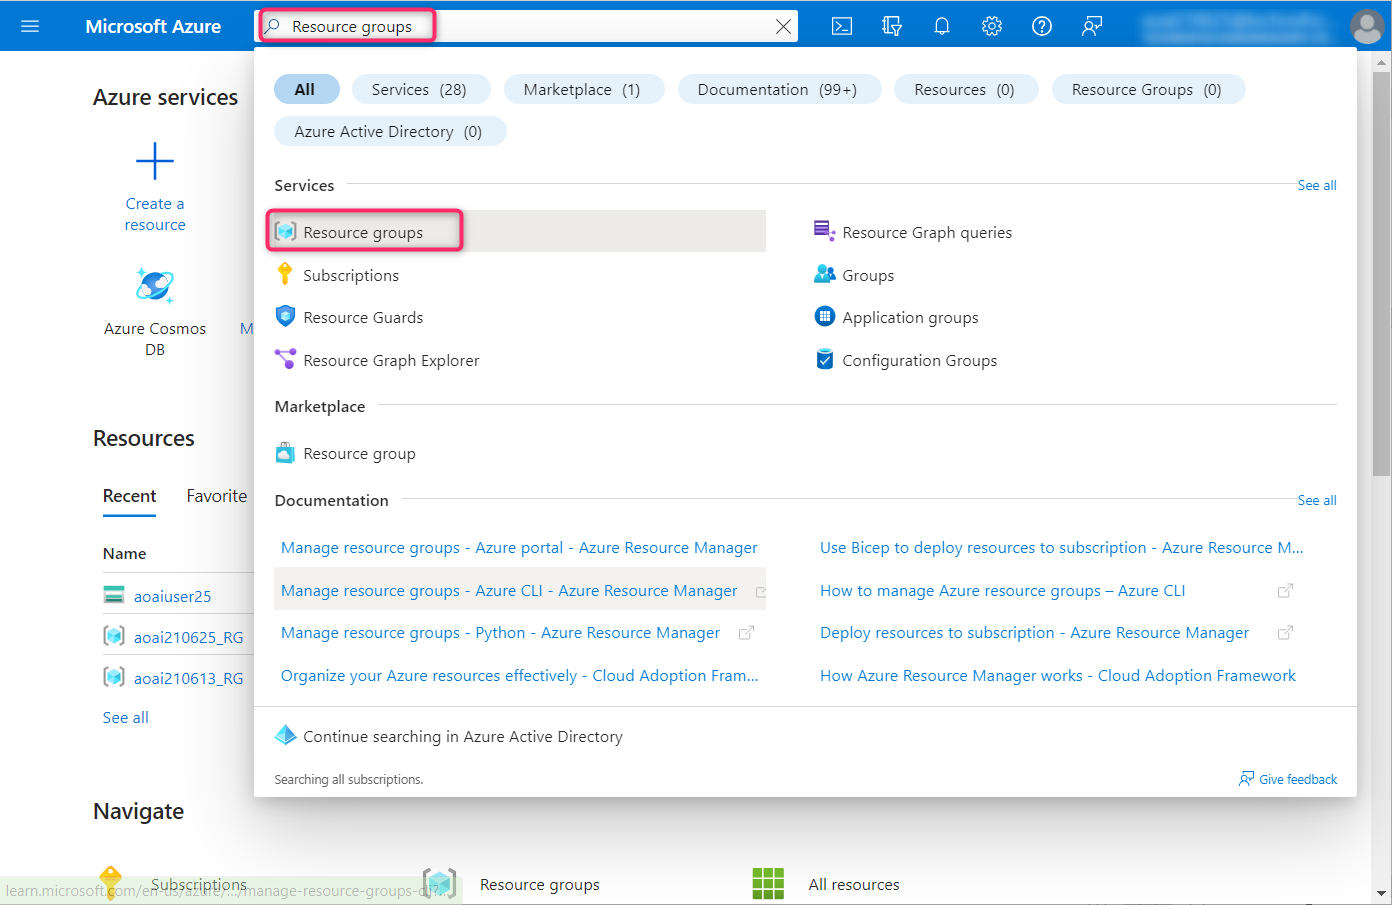 Microsoft Azure
Resource groups
All
Services (28)
Marketplace (1)
Documentation (99+)
Resources (0)
Resource Groups (0)
Azure Active Directory (0)
Azure services
Create a
resource
Azure Cosmos
DB
M
Services
See all
Resource groups
Resource Graph queries
Subscriptions
Groups
Resource Guards
Application groups
Resource Graph Explorer
Configuration Groups
Marketplace
Resource group
Documentation
See all
Manage resource groups - Azure portal - Azure Resource Manager
Use Bicep to deploy resources to subscription - Azure Resource M...
Manage resource groups - Azure CLI - Azure Resource Manager
How to manage Azure resource groups – Azure CLI
Manage resource groups - Python - Azure Resource Manager
Deploy resources to subscription - Azure Resource Manager
Organize your Azure resources effectively - Cloud Adoption Fram...
How Azure Resource Manager works - Cloud Adoption Framework
Continue searching in Azure Active Directory
Searching all subscriptions.
Give feedback
Resources
Recent
Favorite
Name
aoaiuser25
aoai210625_RG
aoai210613_RG
See all
Navigate
Subscriptions
Resource groups
All resources
learn.microsoft.com/en-us/azure/.../manage-resource-groups-cli?...